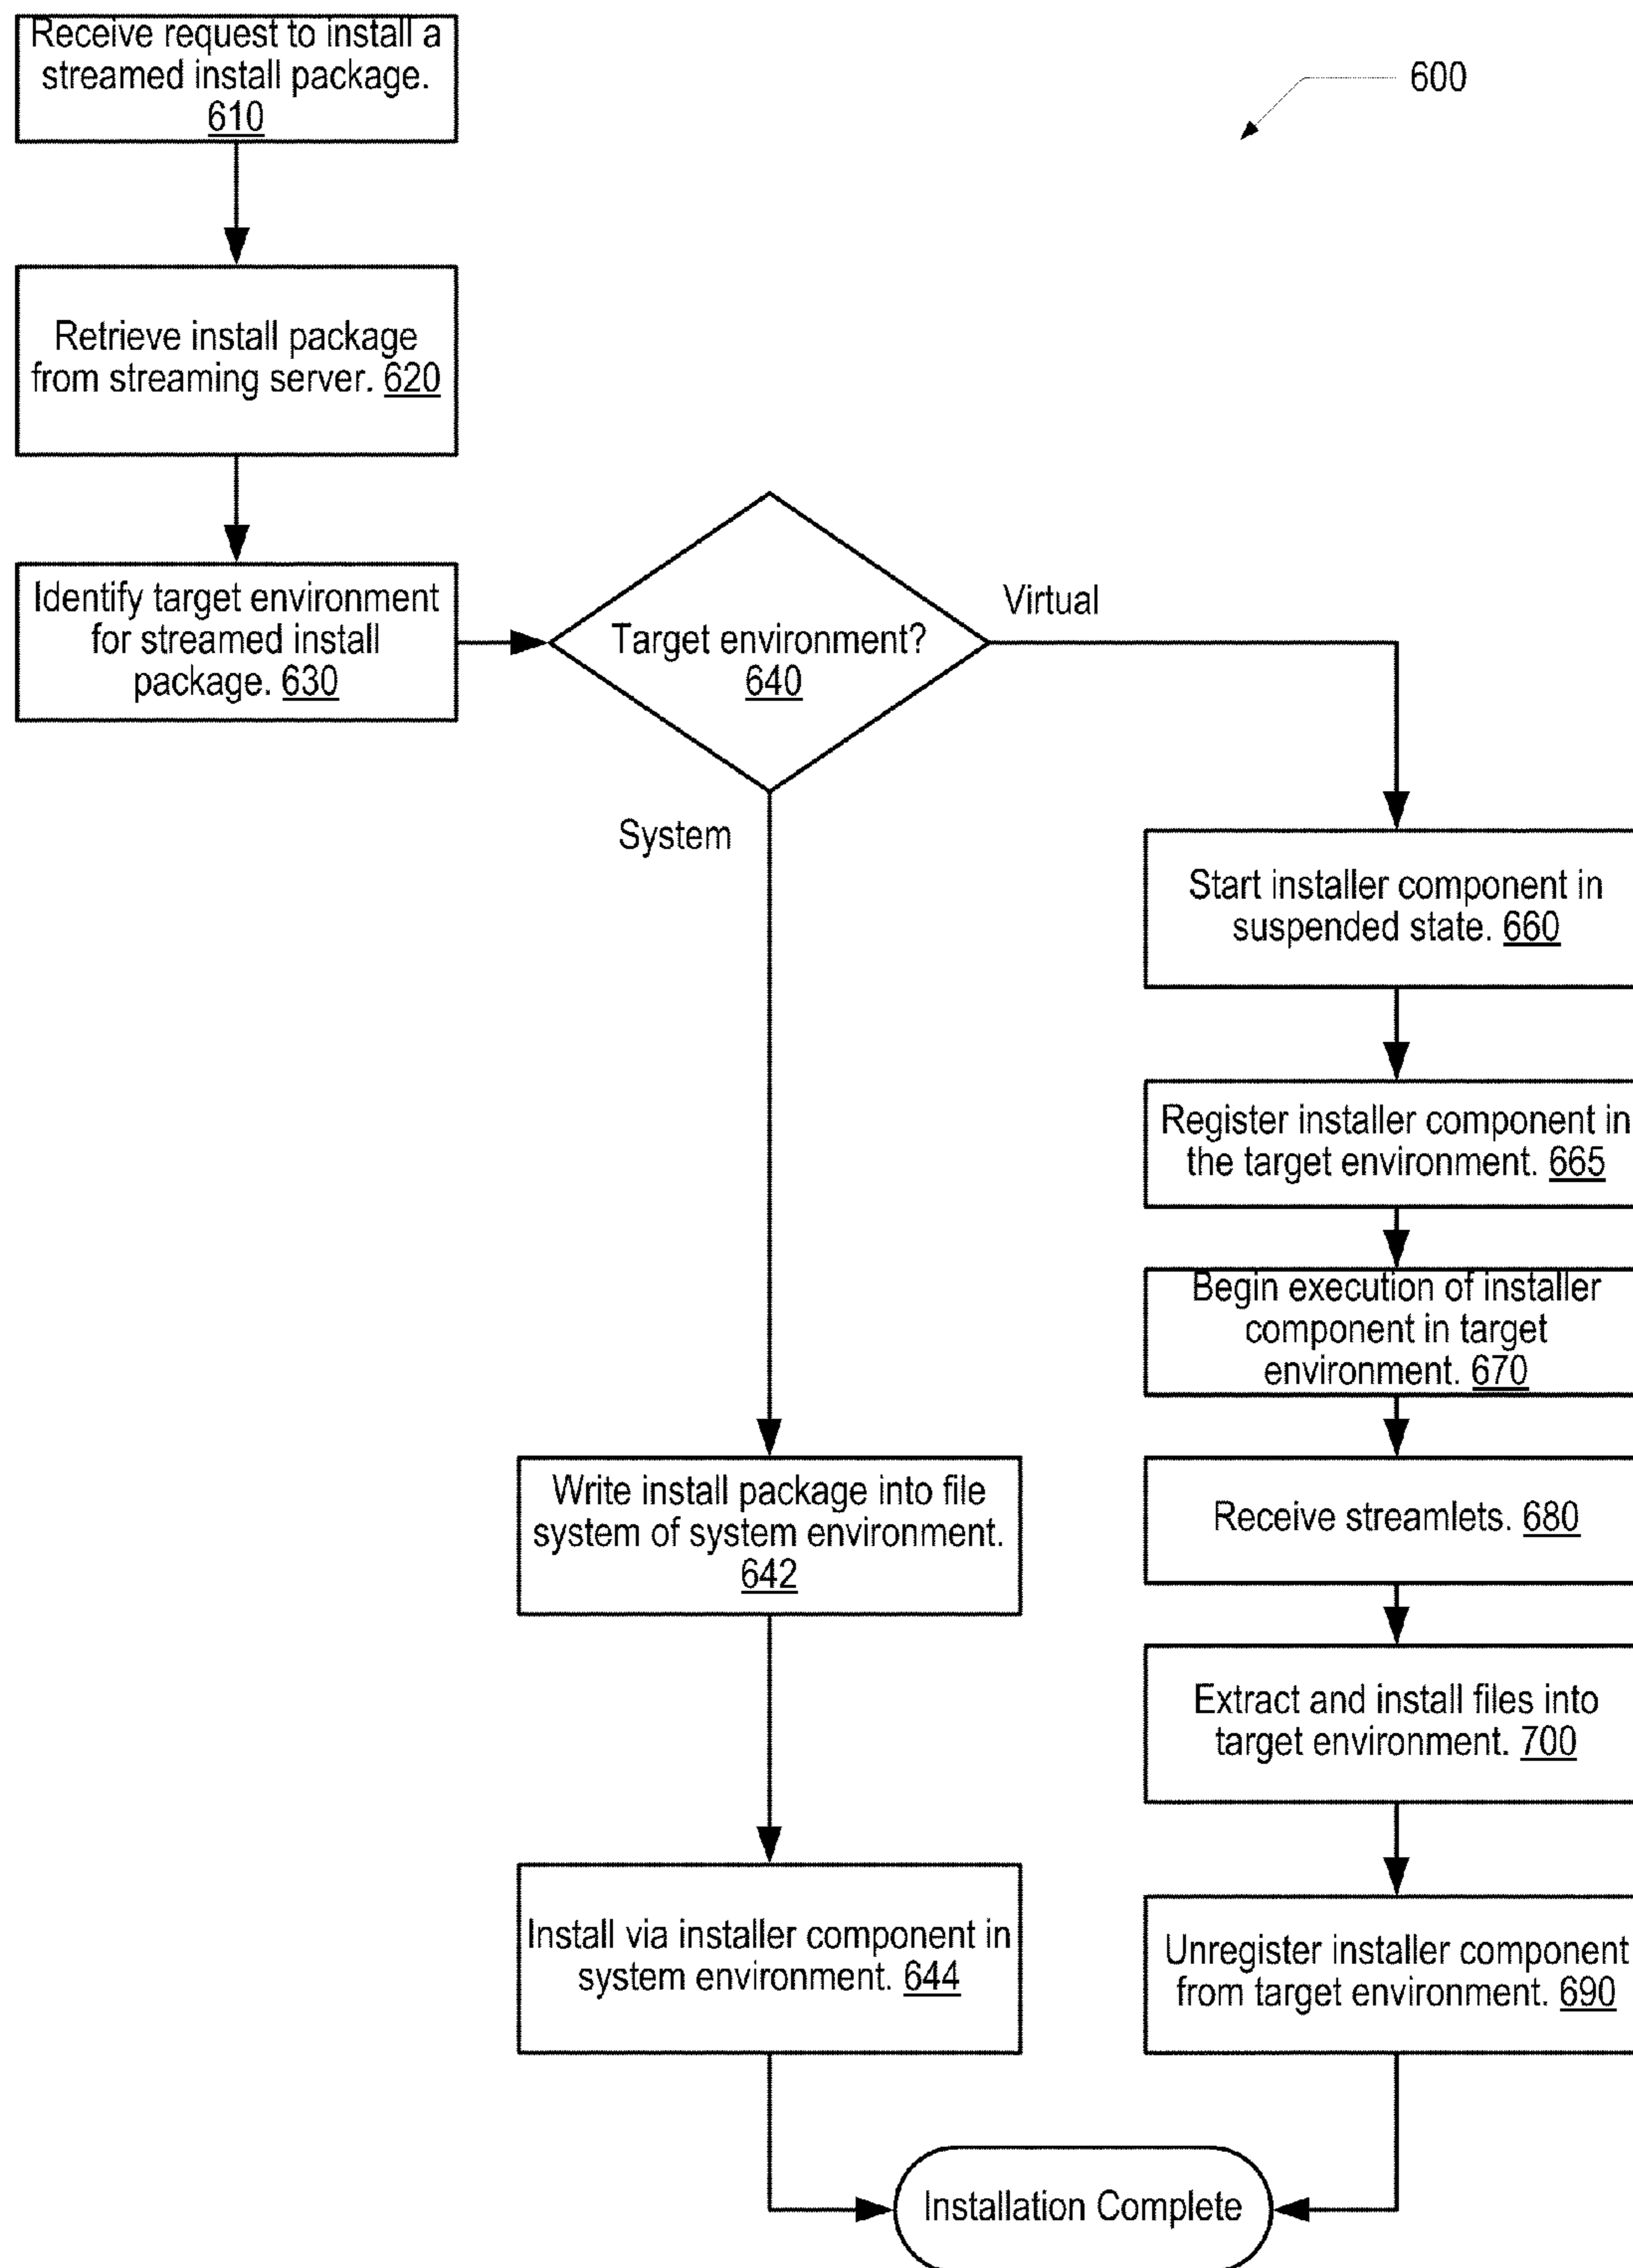 Receive request to install a
streamed install package.
610
600
Retrieve install package
from streaming server. 620
Identify target environment
for streamed install
package. 630
Target environment?
640
Virtual
System
Start installer component in
suspended state. 660
Register installer component in
the target environment. 665
Begin execution of installer
component in target
environment. 670
Receive streamlets. 680
Write install package into file
system of system environment.
642
Extract and install files into
target environment. 700
Install via installer component in
system environment. 644
Unregister installer component
from target environment. 690
Installation Complete